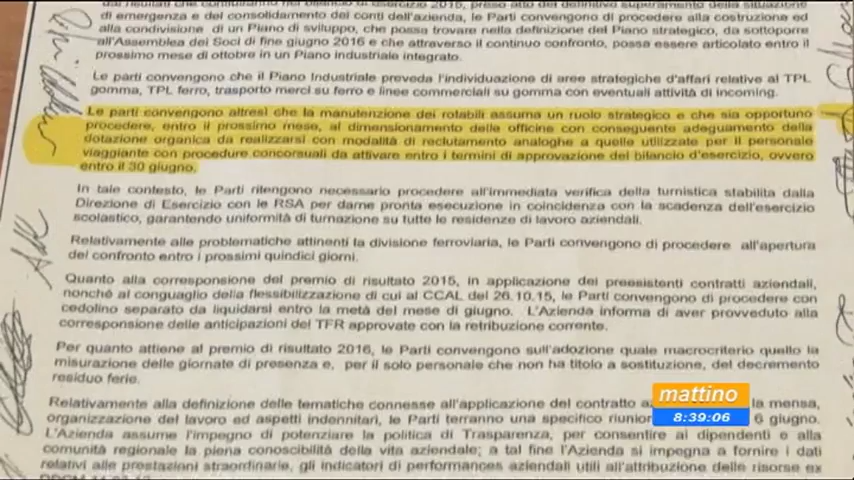 dai risultati che confluiranno nel bilancio di esercizio 2015, preso atto del definitivo superamento della situazione
di emergenza e del consolidamento dei conti dell'azienda, le Parti convengono di procedere alla costruzione ed
alla condivisione di un Piano di sviluppo, che possa trovare nella definizione del Piano strategico, da sottoporre
all'Assemblea dei Soci di fine giugno 2016 e che attraverso il continuo confronto, possa essere articolato entro il
prossimo mese di ottobre in un Piano Industriale integrato.
Le parti convengono che il Piano Industriale preveda l'individuazione di aree strategiche d'affari relative al TPL
gomma, TPL ferro, trasporto merci su ferro e linee commerciali su gomma con eventuali attività di incoming.
Le parti convengono altresì che la manutenzione dei rotabili assuma un ruolo strategico e che sia opportuno
procedere, entro il prossimo mese, al dimensionamento delle officine con conseguente adeguamento della
dotazione organica da realizzarsi con modalità di reclutamento analoghe a quelle utilizzate per il personale
viaggiante con procedure concorsuali da attivare entro i termini di approvazione del bilancio d'esercizio, ovvero
entro il 30 giugno.
In tale contesto, le Parti ritengono necessario procedere all'immediata verifica della turnistica stabilita dalla
Direzione di Esercizio con le RSA per darne pronta esecuzione in coincidenza con la scadenza dell'esercizio
scolastico, garantendo uniformità di turnazione su tutte le residenze di lavoro aziendali.
Relativamente alle problematiche attinenti la divisione ferroviaria, le Parti convengono di procedere all'apertura
del confronto entro i prossimi quindici giorni.
Quanto alla corresponsione del premio di risultato 2015, in applicazione dei preesistenti contratti aziendali,
nonché al conguaglio della flessibilizzazione di cui al CCAL del 26.10.15, le Parti convengono di procedere con
cedolino separato da liquidarsi entro la metà del mese di giugno. L'Azienda informa di aver provveduto alla
corresponsione delle anticipazioni del TFR approvate con la retribuzione corrente.
Per quanto attiene al premio di risultato 2016, le Parti convengono sull'adozione quale macrocriterio quello la
misurazione delle giornate di presenza e, per il solo personale che non ha titolo a sostituzione, del decremento
residuo ferie.
Relativamente alla definizione delle tematiche connesse all'applicazione del contratto la mensa,
organizzazione del lavoro ed aspetti indennitari, le Parti terranno una specifico 6 giugno.
L'Azienda assume l'impegno di potenziare la politica di Trasparenza, per consentire ai dipendenti e alla
comunità regionale la piena conoscibilità della vita aziendale; a tal fine l'Azienda si impegna a fornire i dati
relativi alle prestazioni straordinarie, gli indicatori di performances aziendali utili all'attribuzione delle risorse ex
mattino
8:39:06